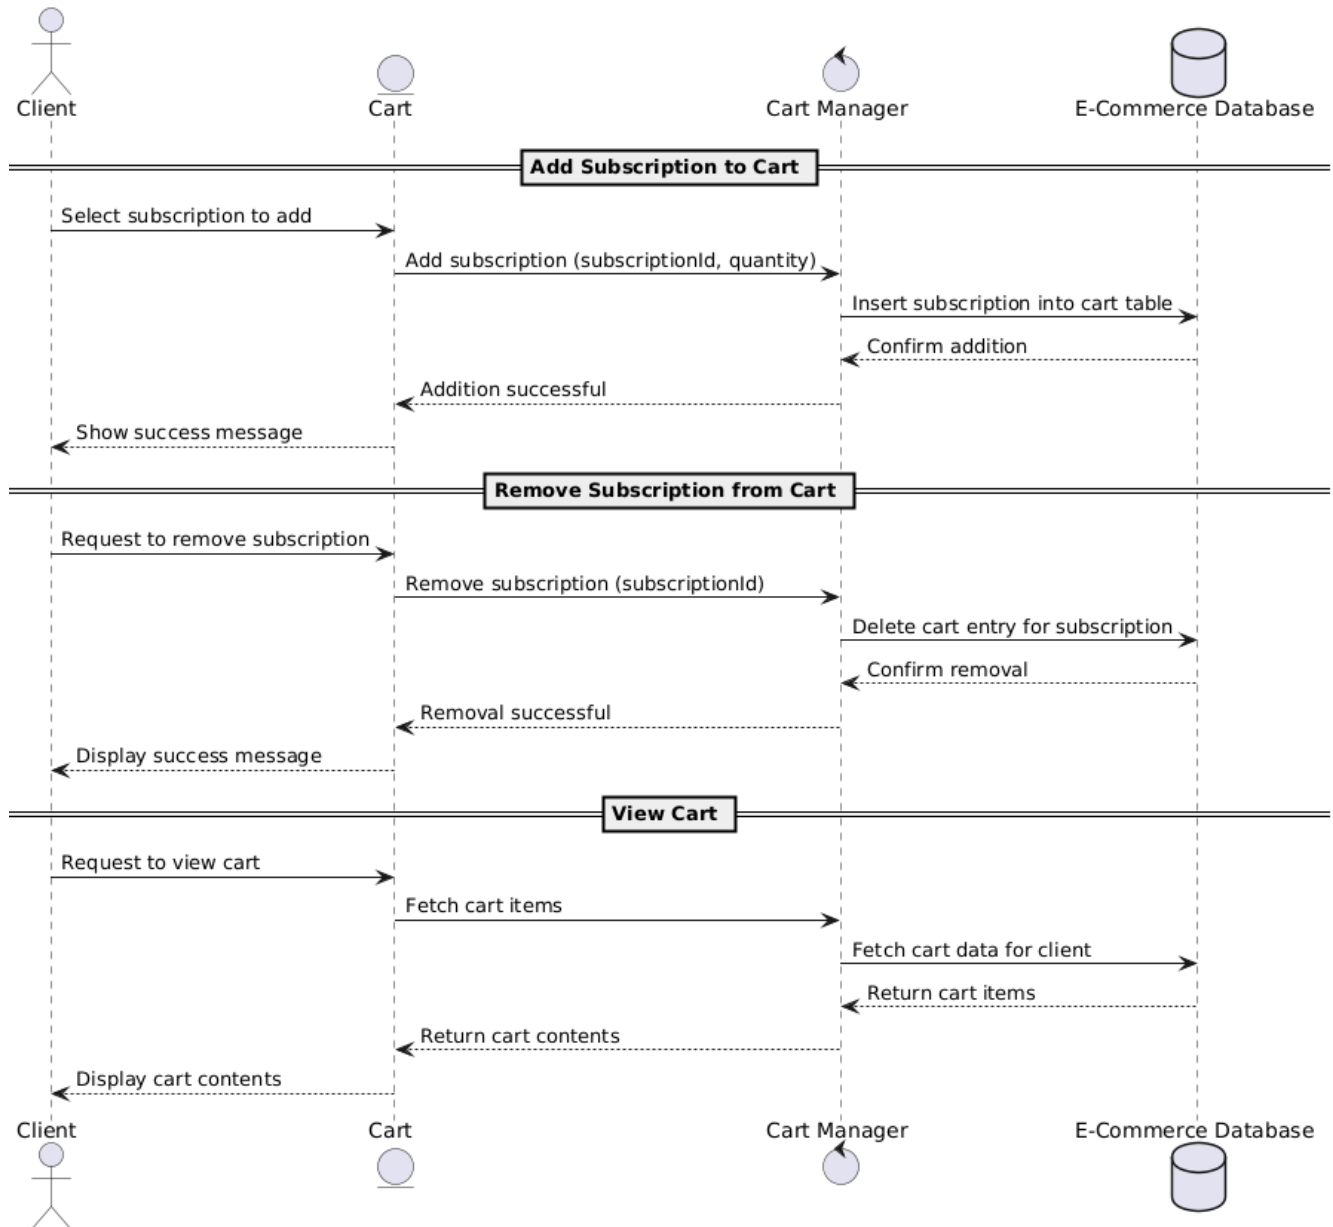 Client
Cart
Cart Manager
E-Commerce Database
Add Subscription to Cart
Select subscription to add
Add subscription (subscriptionId, quantity)
Insert subscription into cart table
Confirm addition
Addition successful
Show success message
Remove Subscription from Cart
Request to remove subscription
Remove subscription (subscriptionId)
Delete cart entry for subscription
Confirm removal
Removal successful
Display success message
View Cart
Request to view cart
Fetch cart items
Fetch cart data for client
Return cart items
Return cart contents
Display cart contents
Client
Cart
Cart Manager
E-Commerce Database